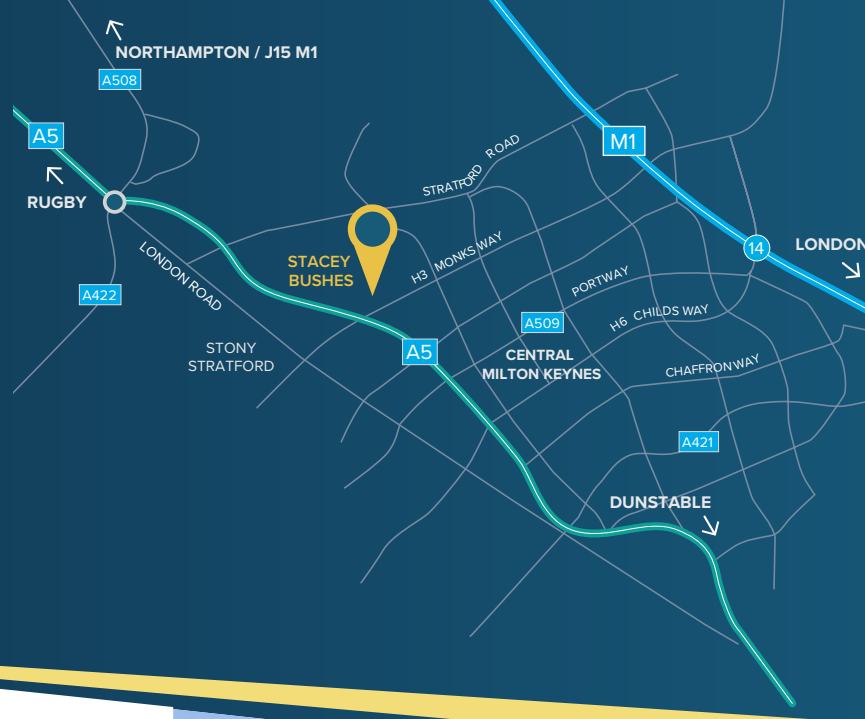 NORTHAMPTON / J15 M1
A508
A5
M1
STRATFORD ROAD
RUGBY
LONDON ROAD
STACEY
BUSHES
H3 MONKS WAY
14
LONDON
A422
PORTWAY
A509
H6 CHILDS WAY
STONY
STRATFORD
A5
CENTRAL
MILTON KEYNES
CHAFFRON WAY
A421
DUNSTABLE